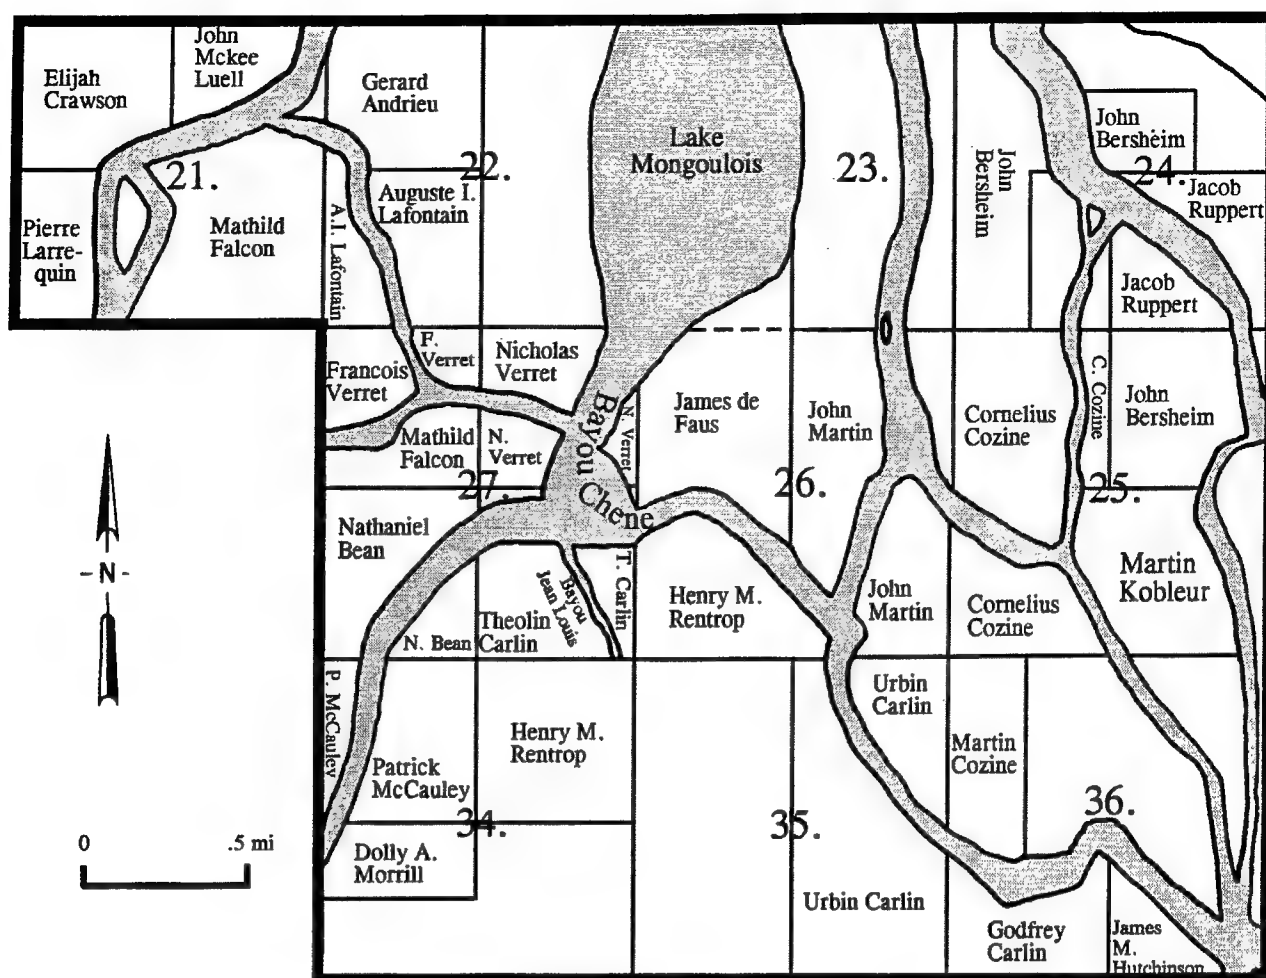 Elijah
Crawson
John
Mckee
Luell
Gerard
Andrieu
Lake
Mongoulois
John
Bersheim
John
Bersheim
21.
22.
23.
24.
Pierre
Larre-
quin
Mathild
Falcon
A.I. Lafontain
Auguste I.
Lafontain
Jacob
Ruppert
Jacob
Ruppert
Francois
Verret
F.
Verret
Nicholas
Verret
N. Verret
James de
Faus
John
Martin
Cornelius
Cozine
C. Cozine
John
Bersheim
Mathild
Falcon
N.
Verret
Bayou Chene
27.
26.
25.
Nathaniel
Bean
N. Bean
Theolin
Carlin
Bayou
Jean Louis
T. Carlin
Henry M.
Rentrop
John
Martin
Cornelius
Cozine
Martin
Kobleur
- N -
P. McCauley
Patrick
McCauley
Henry M.
Rentrop
Urbin
Carlin
Martin
Cozine
34.
35.
36.
0 .5 mi
Dolly A.
Morrill
Urbin Carlin
Godfrey
Carlin
James
M.
Hutchinson